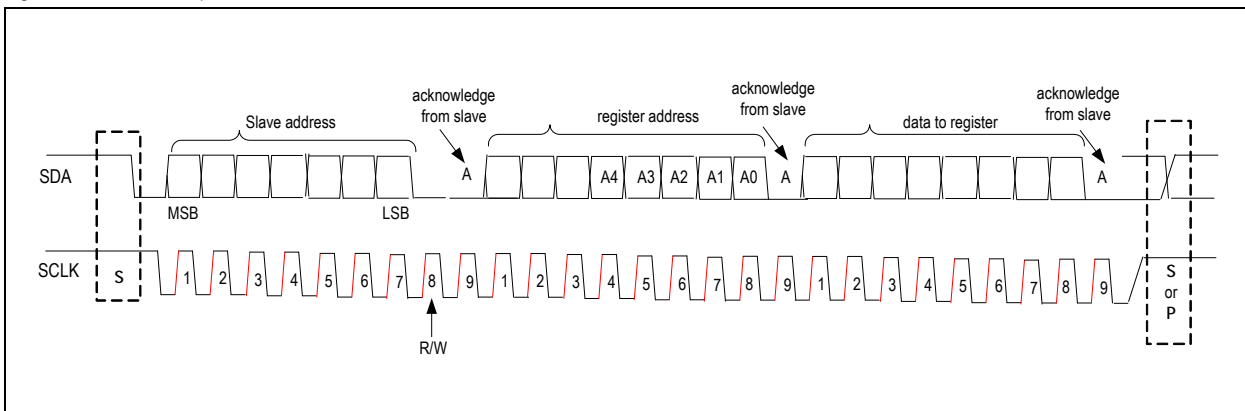 acknowledge
from slave
acknowledge
from slave
acknowledge
from slave
Slave address
register address
data to register
SDA
A
A4 A3 A2 A1 A0
A
A
MSB
LSB
SCLK
S
1 2 3 4 5 6 7 8 9 1 2 3 4 5 6 7 8 9 1 2 3 4 5 6 7 8 9
S
or
P
R/W